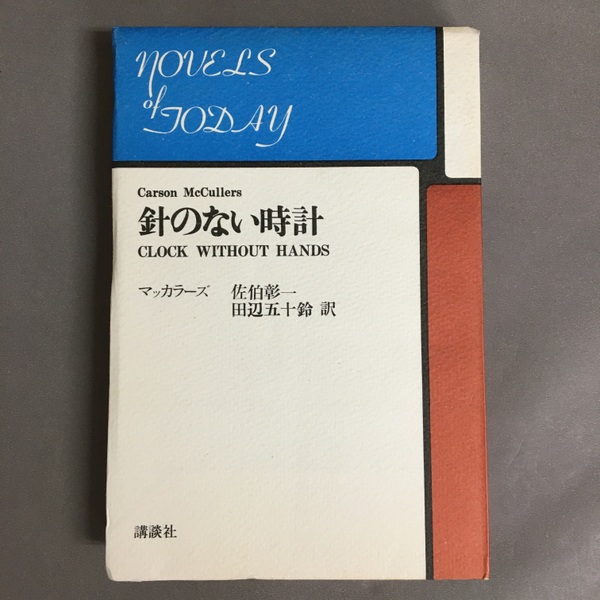 NOVELS
of
TODAY
Carson McCullers
針のない時計
CLOCK WITHOUT HANDS
マッカラーズ 佐伯彰一
田辺五十鈴 訳
講談社